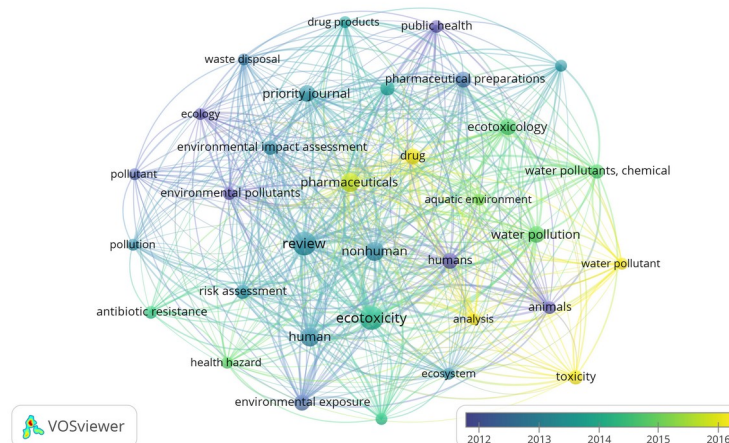 drug products
public health
waste disposal
pharmaceutical preparations
priority journal
ecology
ecotoxicology
environmental impact assessment
drug
pollutant
pharmaceuticals
water pollutants, chemical
environmental pollutants
aquatic environment
water pollution
pollution
review
nonhuman
humans
water pollutant
risk assessment
antibiotic resistance
ecotoxicity
analysis
animals
human
health hazard
ecosystem
toxicity
environmental exposure
VOSviewer
2012 2013 2014 2015 2016